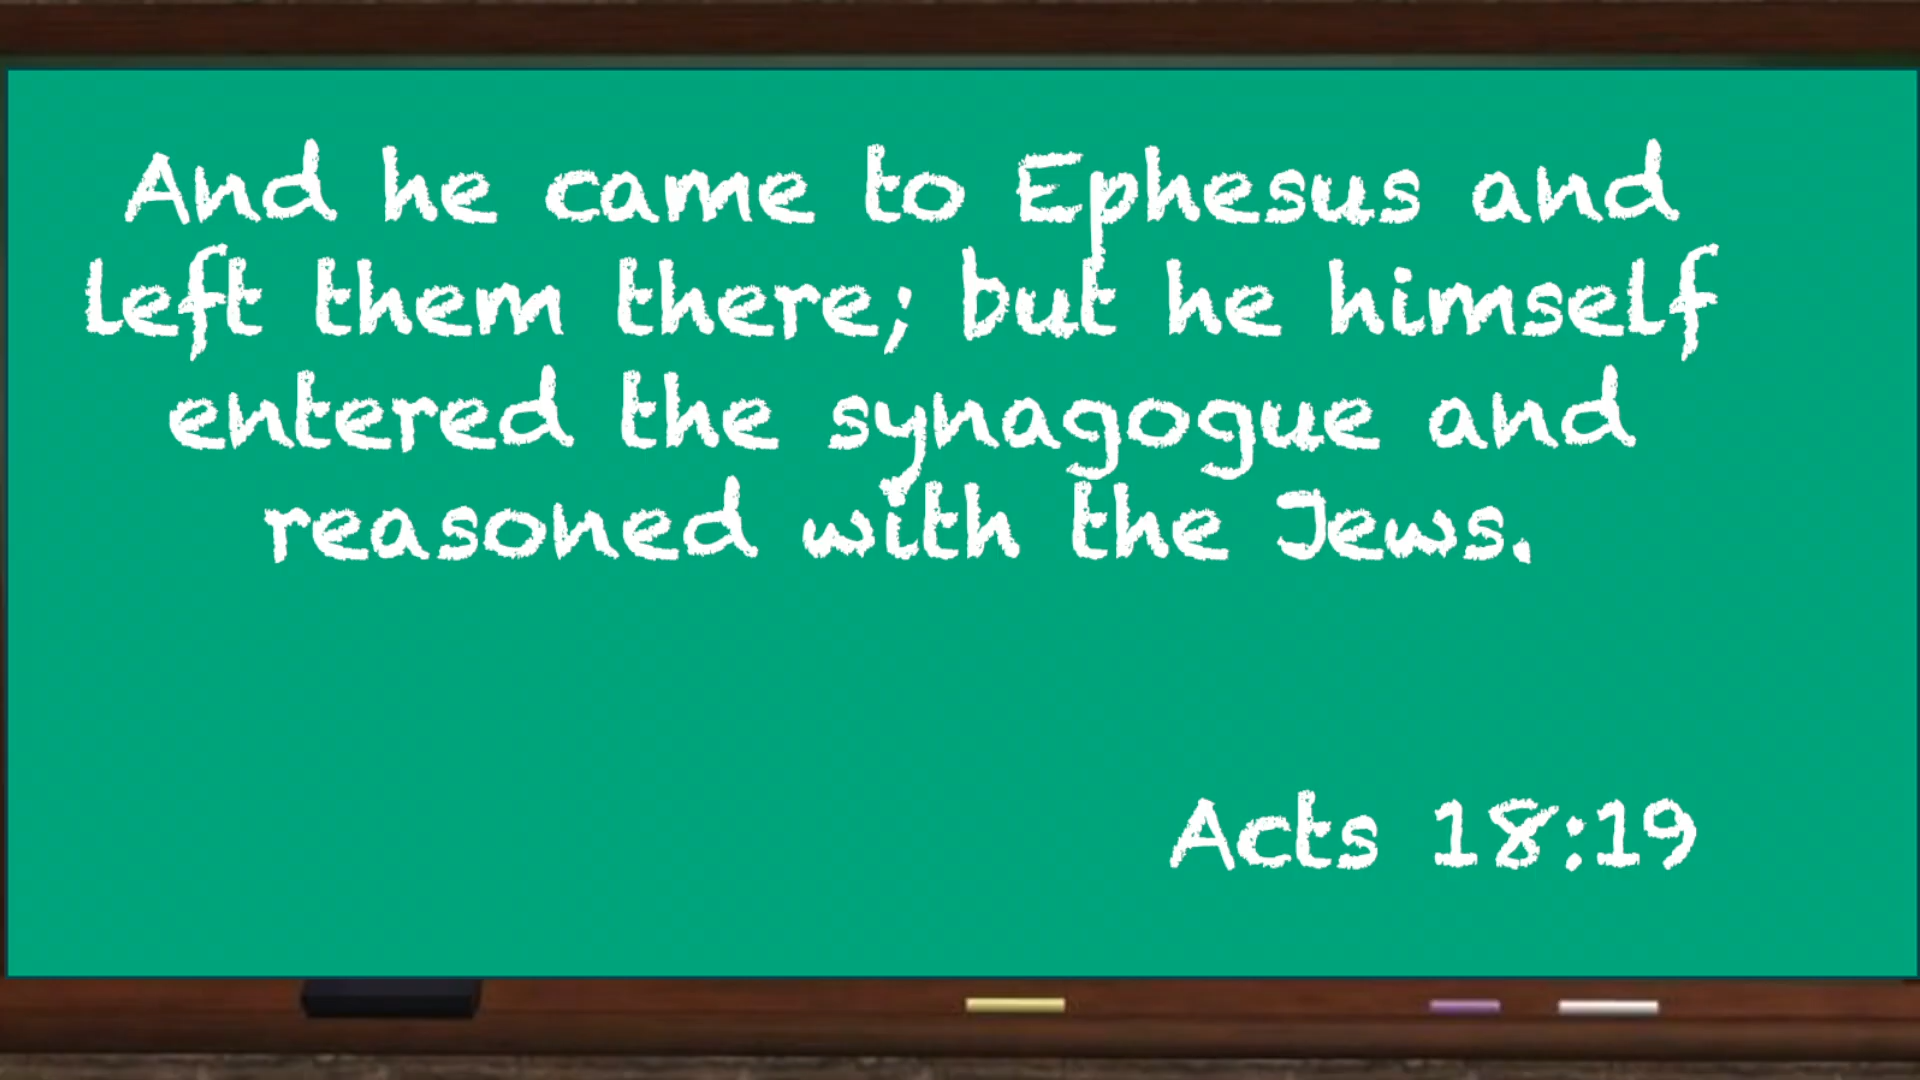 And he came to Ephesus and
left them there; but he himself
entered the synagogue and
reasoned with the Jews.
Acts 18:19